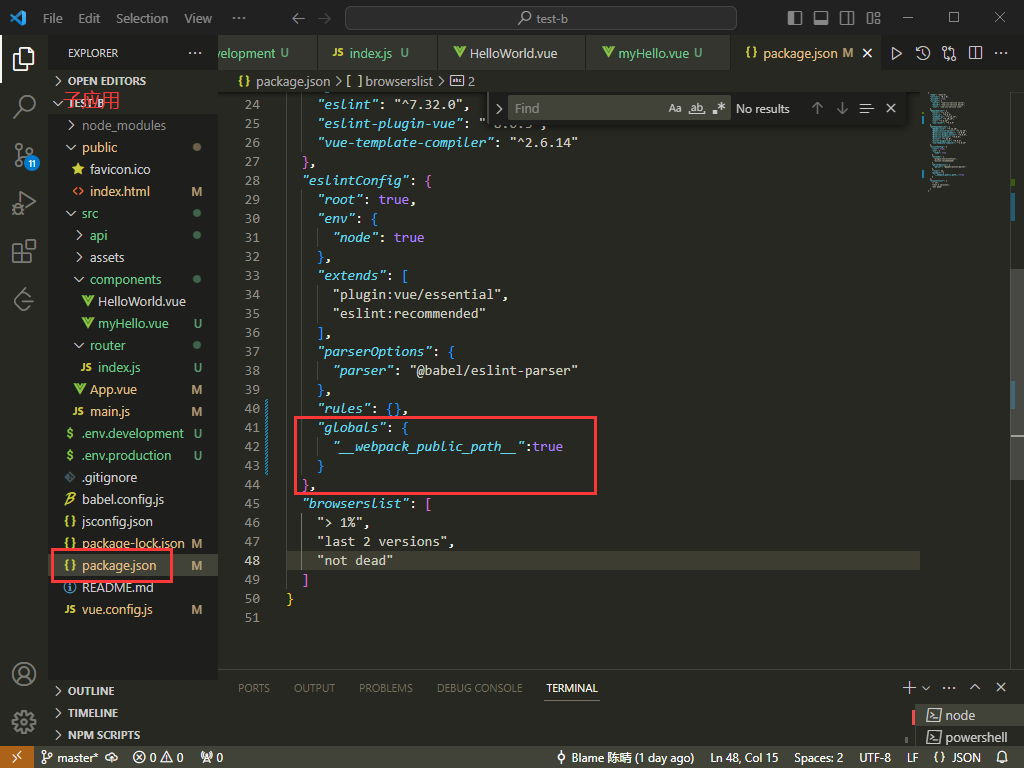 File Edit Selection View ··· test-b
EXPLORER ···
OPEN EDITORS
子应用
node_modules
public
favicon.ico
index.html M
src
api
assets
components
HelloWorld.vue
myHello.vue U
router
index.js U
App.vue M
main.js M
.env.development U
.env.production U
.gitignore
babel.config.js
jsconfig.json
package-lock.json M
package.json M
README.md
vue.config.js M
OUTLINE
TIMELINE
NPM SCRIPTS
11
velopment U JS index.js U HelloWorld.vue myHello.vue U {} package.json M
{} package.json > [ ] browserslist > abc 2
Find Aa ab .* No results
24 "eslint": "^7.32.0",
25 "eslint-plugin-vue":
26 "vue-template-compiler": "^2.6.14"
27 },
28 "eslintConfig": {
29 "root": true,
30 "env": {
31 "node": true
32 },
33 "extends": [
34 "plugin:vue/essential",
35 "eslint:recommended"
36 ],
37 "parserOptions": {
38 "parser": "@babel/eslint-parser"
39 },
40 "rules": {},
41 "globals": {
42 "__webpack_public_path__":true
43 }
44 },
45 "browserslist": [
46 "> 1%",
47 "last 2 versions",
48 "not dead"
49 ]
50 }
51
PORTS OUTPUT PROBLEMS DEBUG CONSOLE TERMINAL
node
powershell
master* 0 0 0 Blame 陈晴 (1 day ago) Ln 48, Col 15 Spaces: 2 UTF-8 LF {} JSON